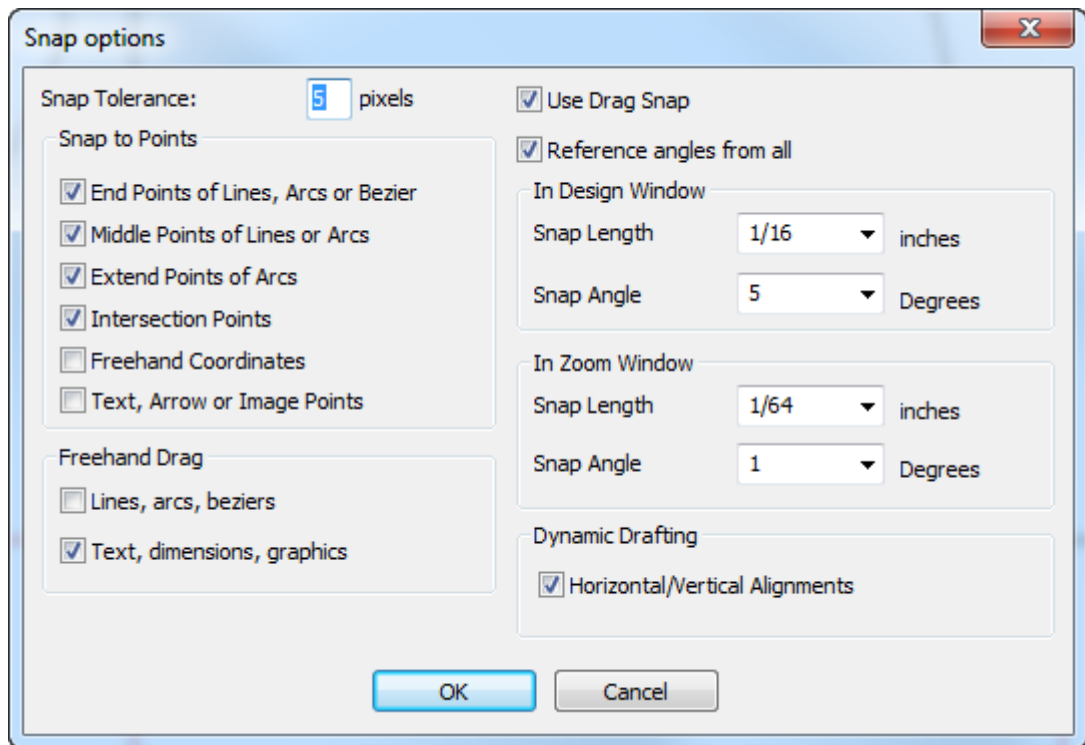 Snap options
Snap Tolerance: 5 pixels
Snap to Points
End Points of Lines, Arcs or Bezier
Middle Points of Lines or Arcs
Extend Points of Arcs
Intersection Points
Freehand Coordinates
Text, Arrow or Image Points
Freehand Drag
Lines, arcs, beziers
Text, dimensions, graphics
Use Drag Snap
Reference angles from all
In Design Window
Snap Length 1/16 inches
Snap Angle 5 Degrees
In Zoom Window
Snap Length 1/64 inches
Snap Angle 1 Degrees
Dynamic Drafting
Horizontal/Vertical Alignments
OK Cancel